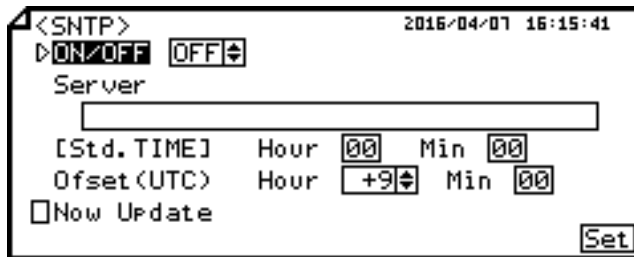 <SNTP> 2016/04/07 16:15:41
ON/OFF OFF
Server
[Std.TIME] Hour 00 Min 00
Ofset(UTC) Hour +9 Min 00
Now Update
Set